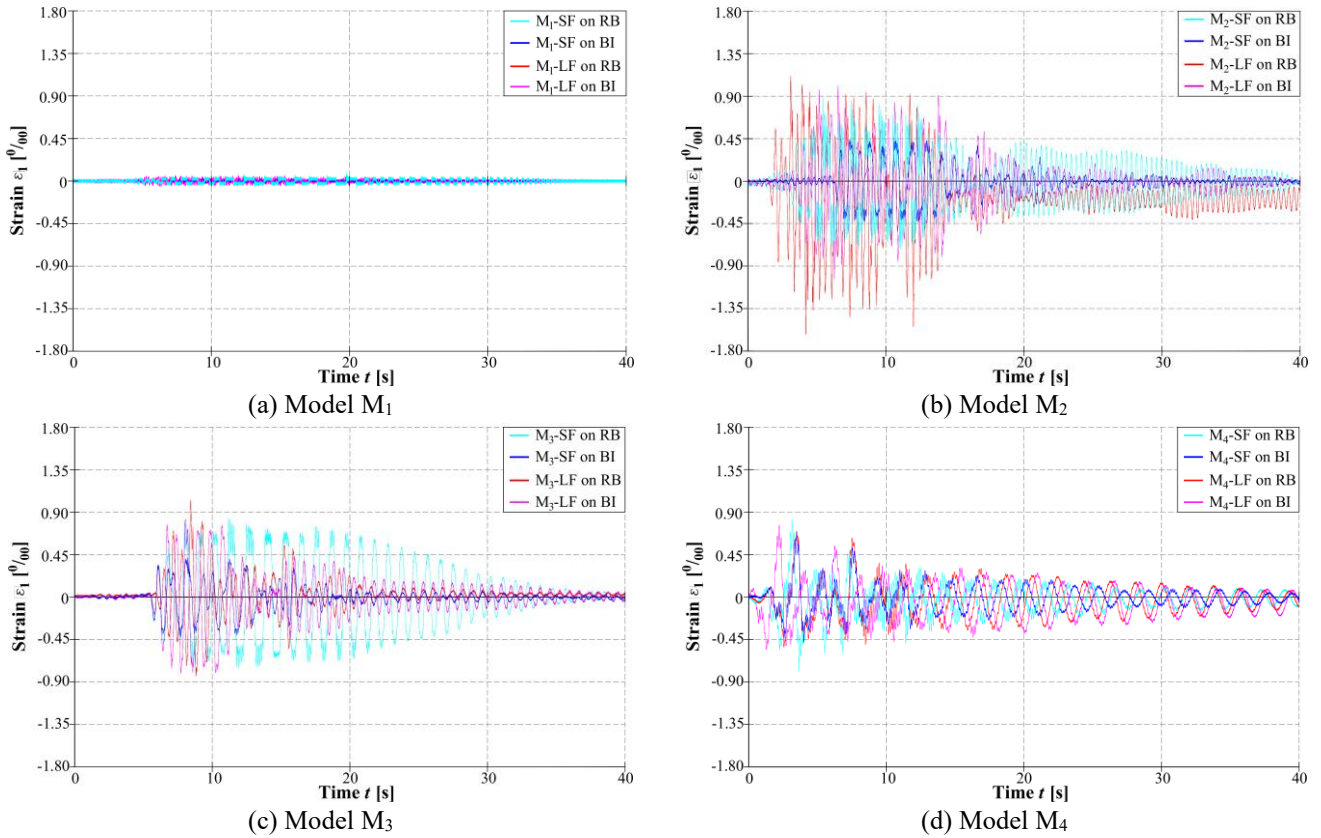 1.80
1.35
0.90
0.45
0
-0.45
-0.90
-1.35
-1.80
Strain ε₁ [⁰/₀₀]
M₁-SF on RB
M₁-SF on BI
M₁-LF on RB
M₁-LF on BI
0 10 20 30 40
Time t [s]
(a) Model M₁
1.80
1.35
0.90
0.45
0
-0.45
-0.90
-1.35
-1.80
Strain ε₁ [⁰/₀₀]
M₂-SF on RB
M₂-SF on BI
M₂-LF on RB
M₂-LF on BI
0 10 20 30 40
Time t [s]
(b) Model M₂
1.80
1.35
0.90
0.45
0
-0.45
-0.90
-1.35
-1.80
Strain ε₁ [⁰/₀₀]
M₃-SF on RB
M₃-SF on BI
M₃-LF on RB
M₃-LF on BI
0 10 20 30 40
Time t [s]
(c) Model M₃
1.80
1.35
0.90
0.45
0
-0.45
-0.90
-1.35
-1.80
Strain ε₁ [⁰/₀₀]
M₄-SF on RB
M₄-SF on BI
M₄-LF on RB
M₄-LF on BI
0 10 20 30 40
Time t [s]
(d) Model M₄